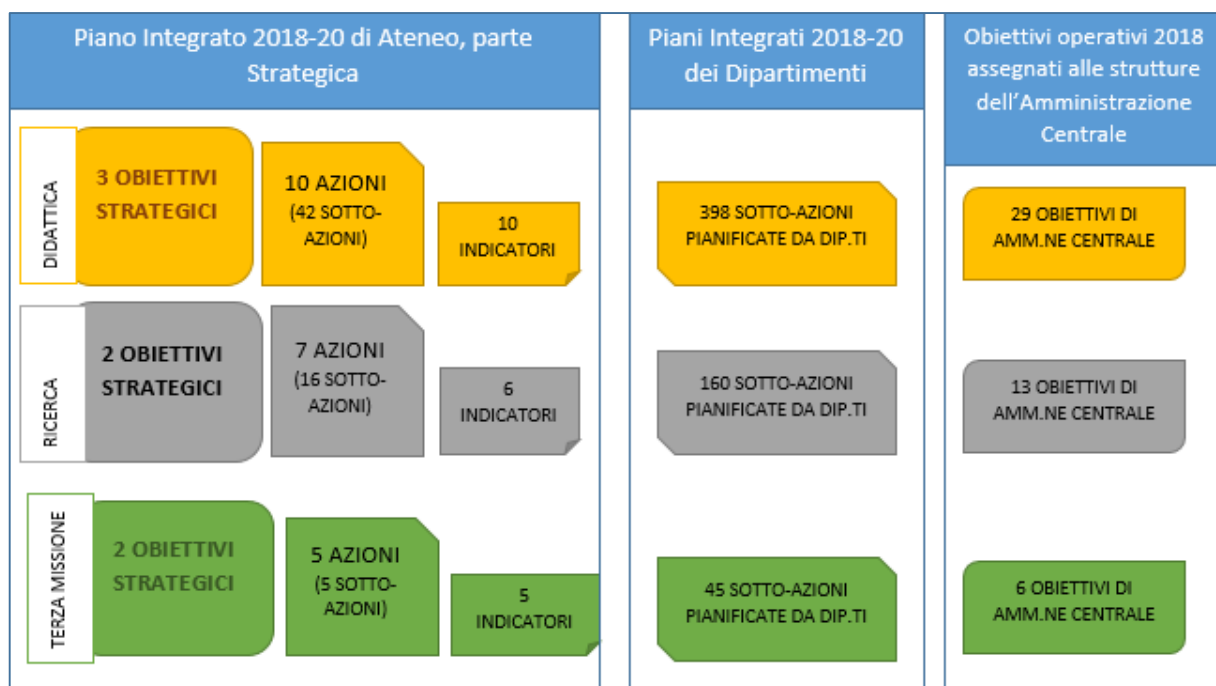 Piano Integrato 2018-20 di Ateneo, parte
Strategica
Piani Integrati 2018-20
dei Dipartimenti
Obiettivi operativi 2018
assegnati alle strutture
dell'Amministrazione
Centrale
DIDATTICA
3 OBIETTIVI
STRATEGICI
10 AZIONI
(42 SOTTO-
AZIONI)
10
INDICATORI
398 SOTTO-AZIONI
PIANIFICATE DA DIP.TI
29 OBIETTIVI DI
AMM.NE CENTRALE
RICERCA
2 OBIETTIVI
STRATEGICI
7 AZIONI
(16 SOTTO-
AZIONI)
6
INDICATORI
160 SOTTO-AZIONI
PIANIFICATE DA DIP.TI
13 OBIETTIVI DI
AMM.NE CENTRALE
TERZA MISSIONE
2 OBIETTIVI
STRATEGICI
5 AZIONI
(5 SOTTO-
AZIONI)
5
INDICATORI
45 SOTTO-AZIONI
PIANIFICATE DA DIP.TI
6 OBIETTIVI DI
AMM.NE CENTRALE